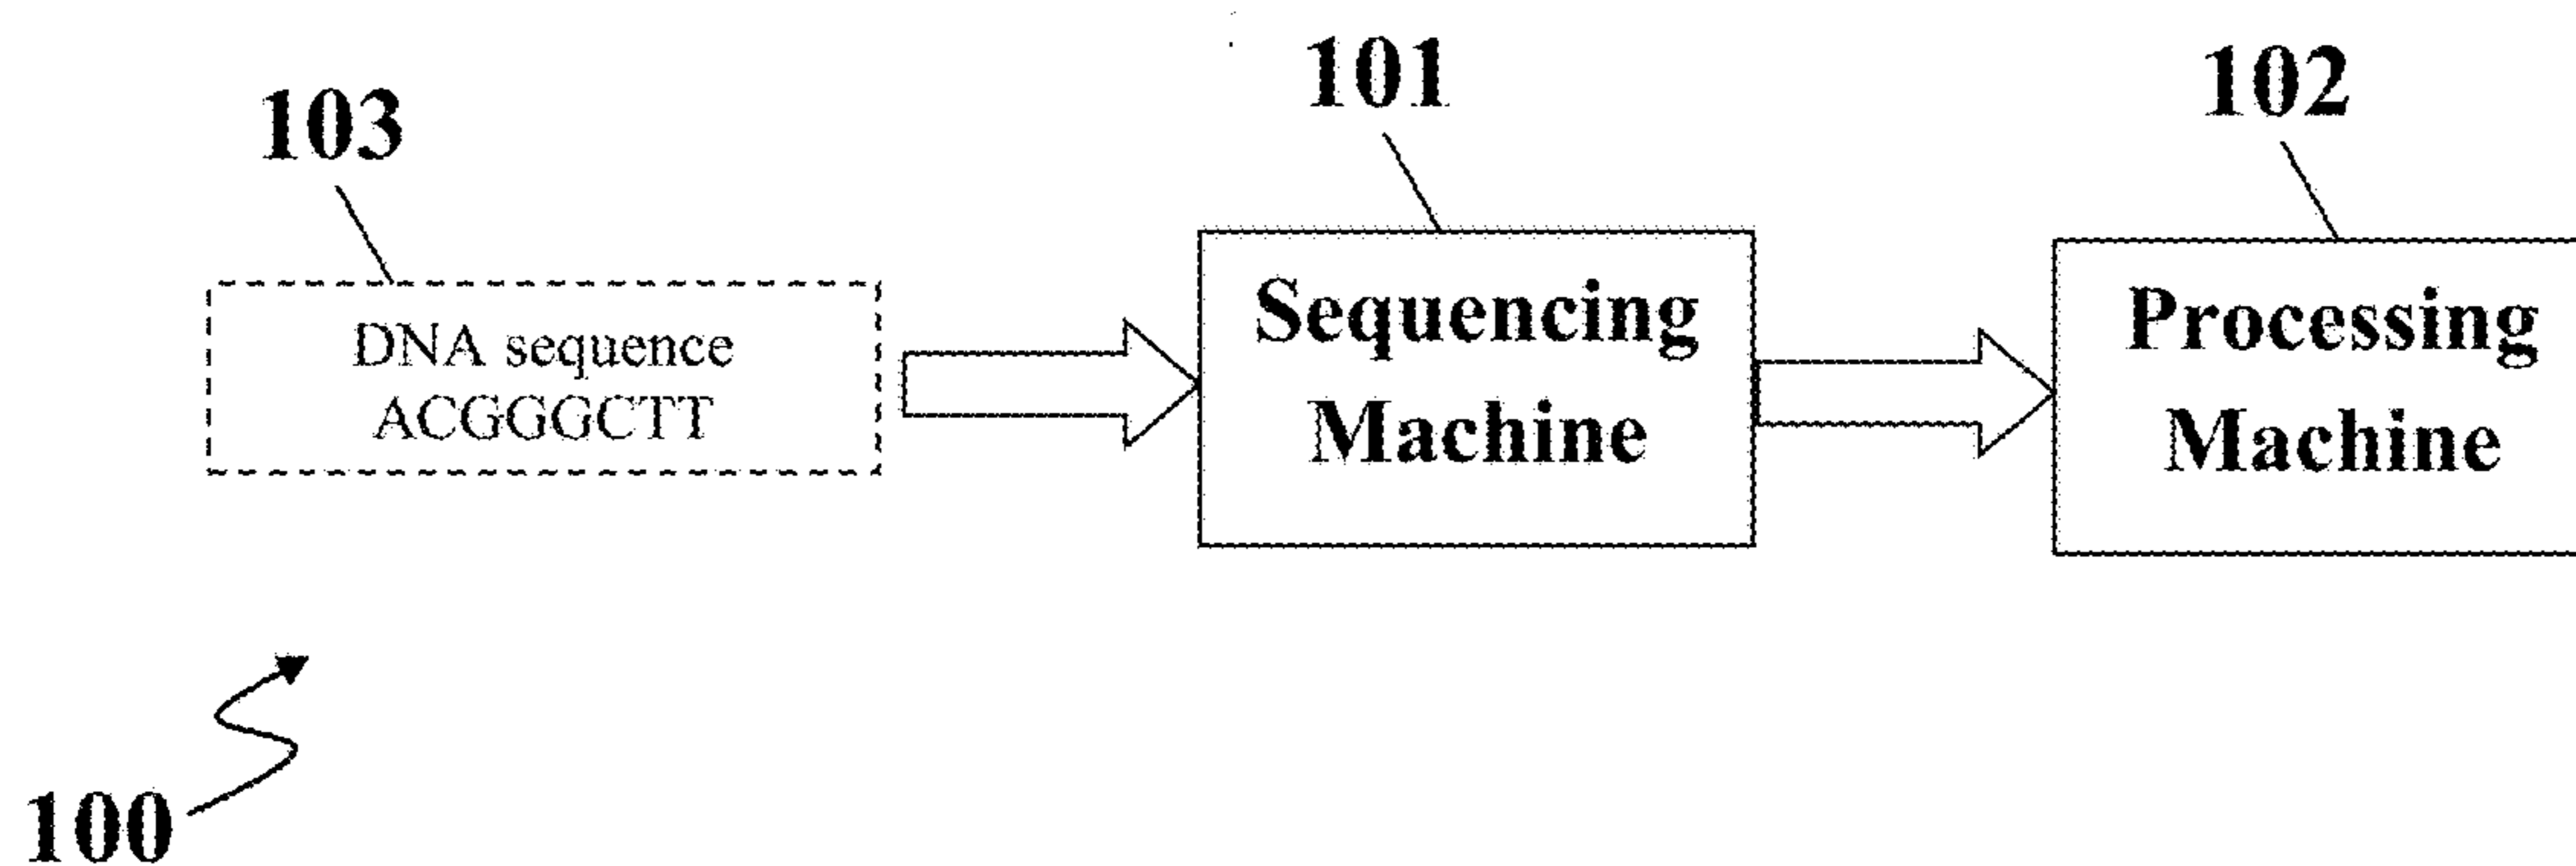 103
101
102
DNA sequence
ACGGGCTT
Sequencing
Machine
Processing
Machine
100